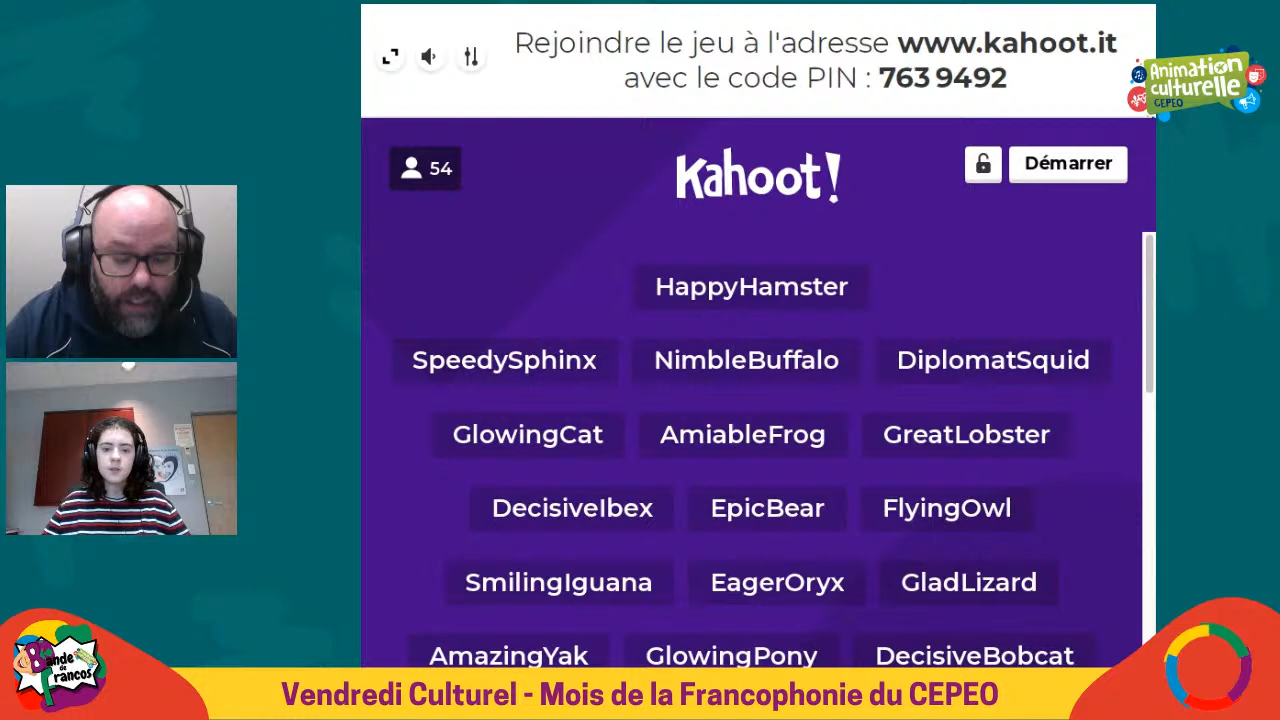 Rejoindre le jeu à l'adresse www.kahoot.it
avec le code PIN : 763 9492
Animation
culturelle
CEPEO
54
Kahoot!
Démarrer
HappyHamster
SpeedySphinx NimbleBuffalo DiplomatSquid
GlowingCat AmiableFrog GreatLobster
DecisiveIbex EpicBear FlyingOwl
SmilingIguana EagerOryx GladLizard
AmazingYak GlowingPony DecisiveBobcat
Bande
de
Francos
Vendredi Culturel - Mois de la Francophonie du CEPEO